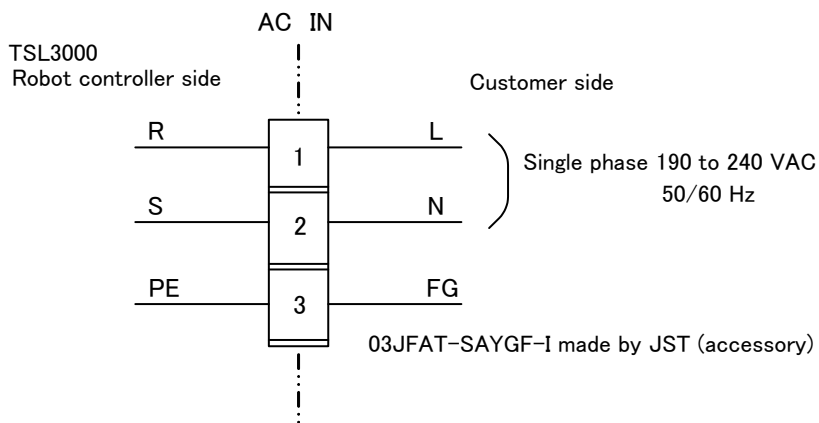 AC IN
TSL3000
Robot controller side
Customer side
R 1 L
Single phase 190 to 240 VAC
50/60 Hz
S 2 N
PE 3 FG
03JFAT-SAYGF-I made by JST (accessory)